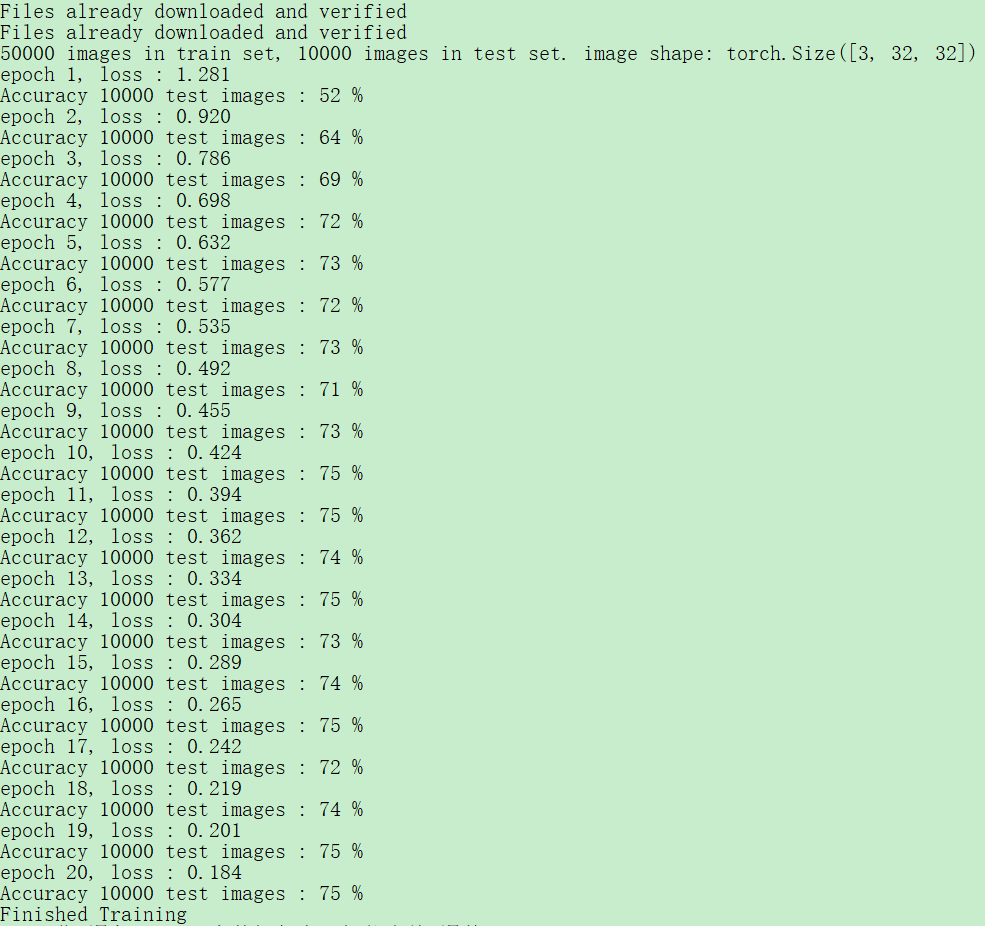 Files already downloaded and verified
Files already downloaded and verified
50000 images in train set, 10000 images in test set. image shape: torch.Size([3, 32, 32])
epoch 1, loss : 1.281
Accuracy 10000 test images : 52 %
epoch 2, loss : 0.920
Accuracy 10000 test images : 64 %
epoch 3, loss : 0.786
Accuracy 10000 test images : 69 %
epoch 4, loss : 0.698
Accuracy 10000 test images : 72 %
epoch 5, loss : 0.632
Accuracy 10000 test images : 73 %
epoch 6, loss : 0.577
Accuracy 10000 test images : 72 %
epoch 7, loss : 0.535
Accuracy 10000 test images : 73 %
epoch 8, loss : 0.492
Accuracy 10000 test images : 71 %
epoch 9, loss : 0.455
Accuracy 10000 test images : 73 %
epoch 10, loss : 0.424
Accuracy 10000 test images : 75 %
epoch 11, loss : 0.394
Accuracy 10000 test images : 75 %
epoch 12, loss : 0.362
Accuracy 10000 test images : 74 %
epoch 13, loss : 0.334
Accuracy 10000 test images : 75 %
epoch 14, loss : 0.304
Accuracy 10000 test images : 73 %
epoch 15, loss : 0.289
Accuracy 10000 test images : 74 %
epoch 16, loss : 0.265
Accuracy 10000 test images : 75 %
epoch 17, loss : 0.242
Accuracy 10000 test images : 72 %
epoch 18, loss : 0.219
Accuracy 10000 test images : 74 %
epoch 19, loss : 0.201
Accuracy 10000 test images : 75 %
epoch 20, loss : 0.184
Accuracy 10000 test images : 75 %
Finished Training